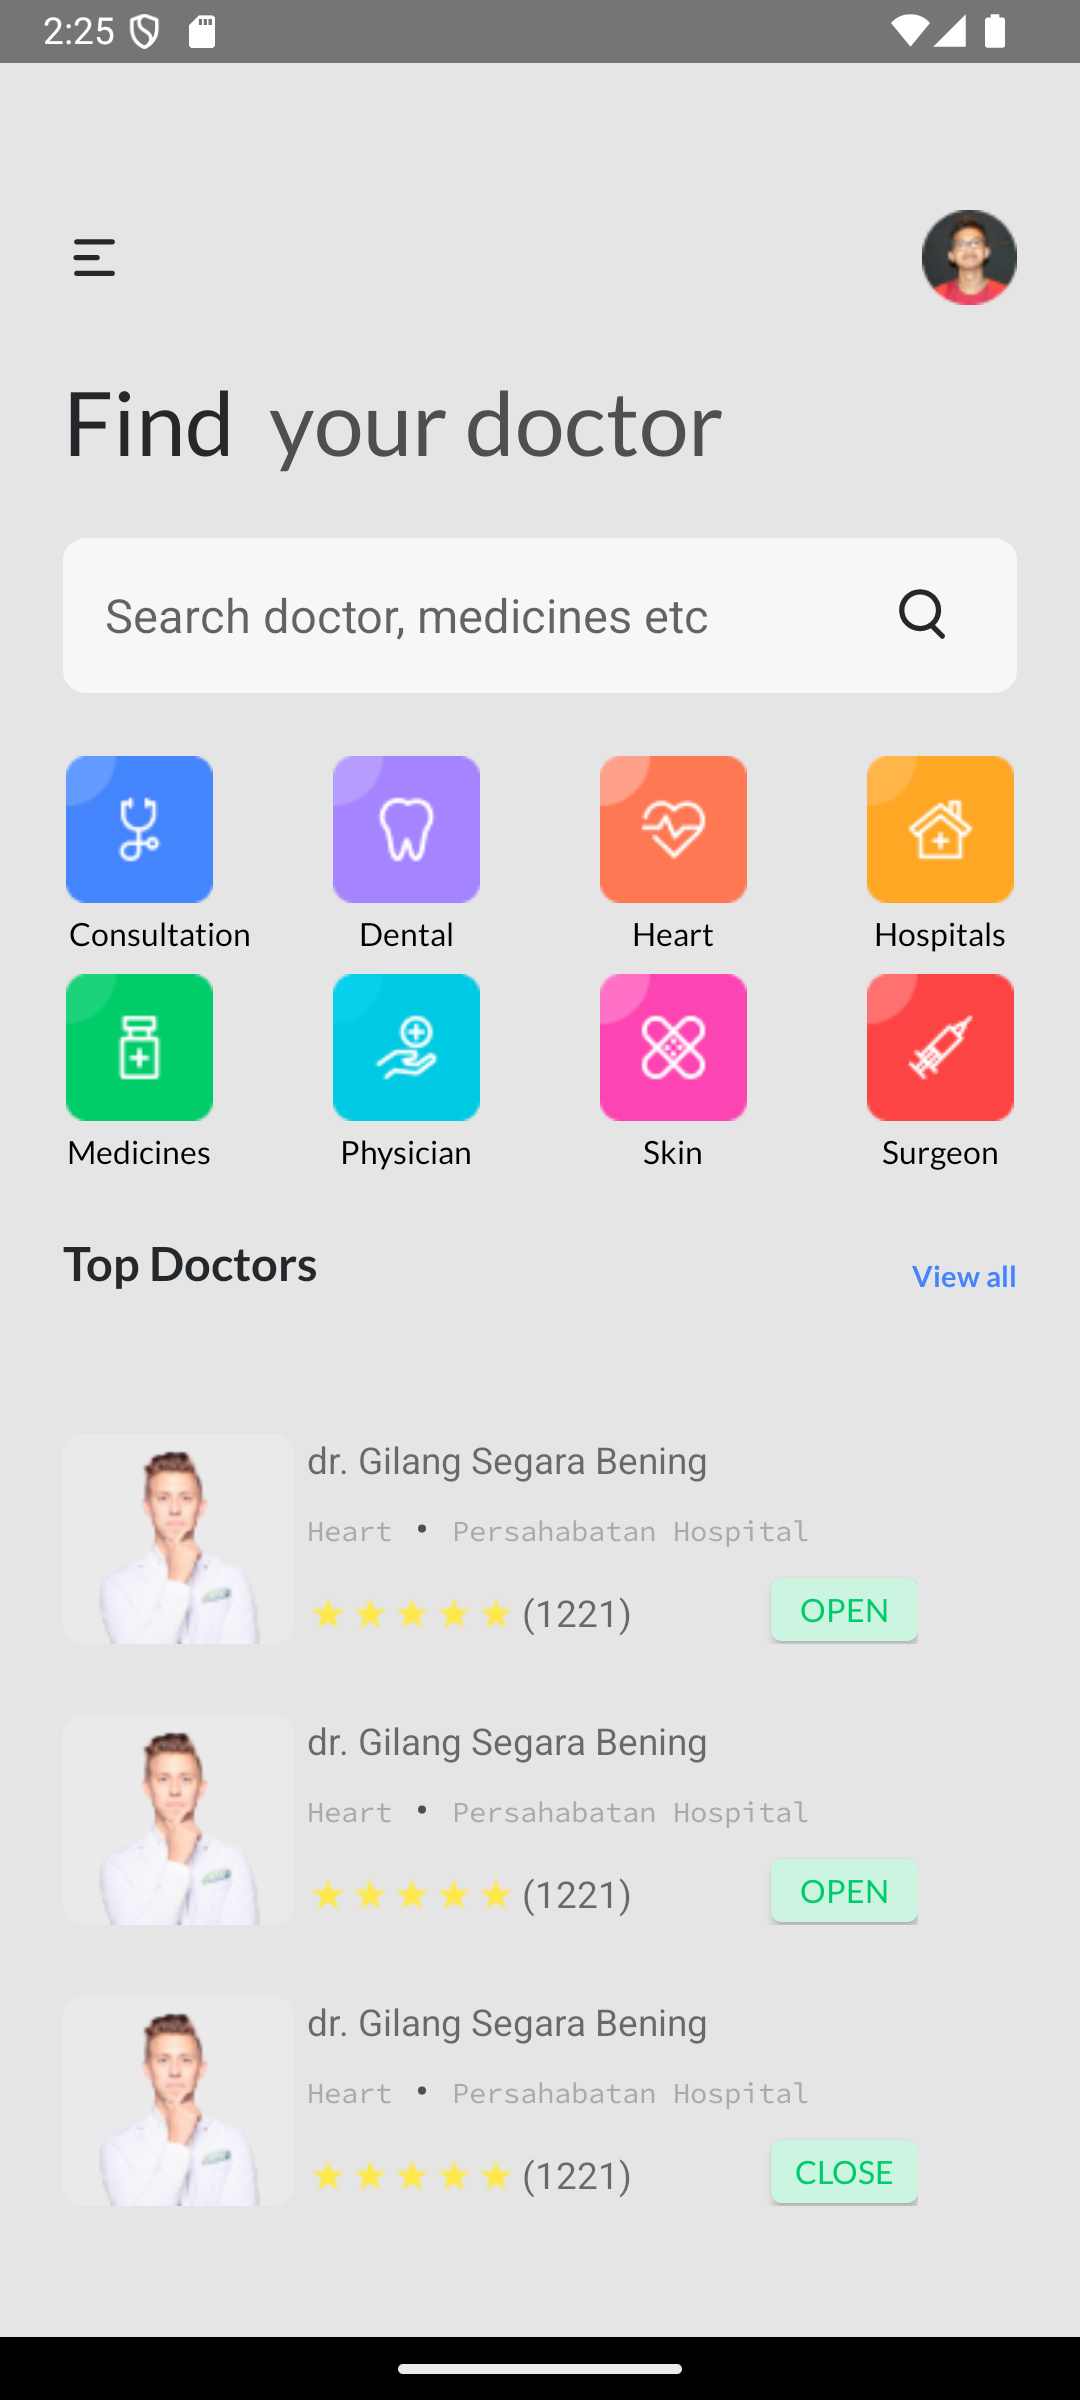 2:25
Find your doctor
Search doctor, medicines etc
Consultation Dental Heart Hospitals
Medicines Physician Skin Surgeon
Top Doctors
View all
dr. Gilang Segara Bening
Heart • Persahabatan Hospital
(1221) OPEN
dr. Gilang Segara Bening
Heart • Persahabatan Hospital
(1221) OPEN
dr. Gilang Segara Bening
Heart • Persahabatan Hospital
(1221) CLOSE